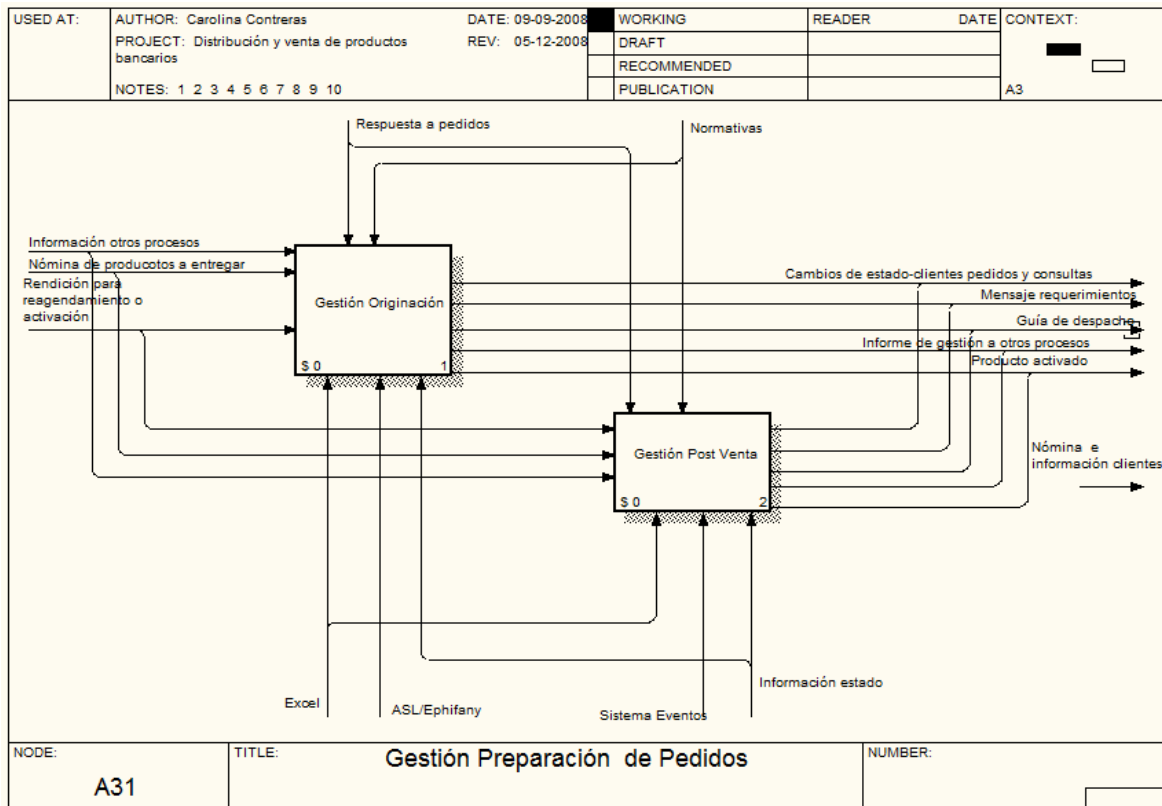 USED AT:
AUTHOR: Carolina Contreras
DATE: 09-09-2008
PROJECT: Distribución y venta de productos
bancarios
REV: 05-12-2008
NOTES: 1 2 3 4 5 6 7 8 9 10
WORKING
DRAFT
RECOMMENDED
PUBLICATION
READER
DATE
CONTEXT:
A3
Respuesta a pedidos
Normativas
Información otros procesos
Nómina de producotos a entregar
Rendición para
reagendamiento o
activación
Gestión Originación
$ 0
1
Cambios de estado-clientes pedidos y consultas
Mensaje requerimientos
Guía de despacho
Informe de gestión a otros procesos
Producto activado
Gestión Post Venta
$ 0
2
Nómina e
información clientes
Excel
ASL/Ephifany
Sistema Eventos
Información estado
NODE:
A31
TITLE:
Gestión Preparación de Pedidos
NUMBER: